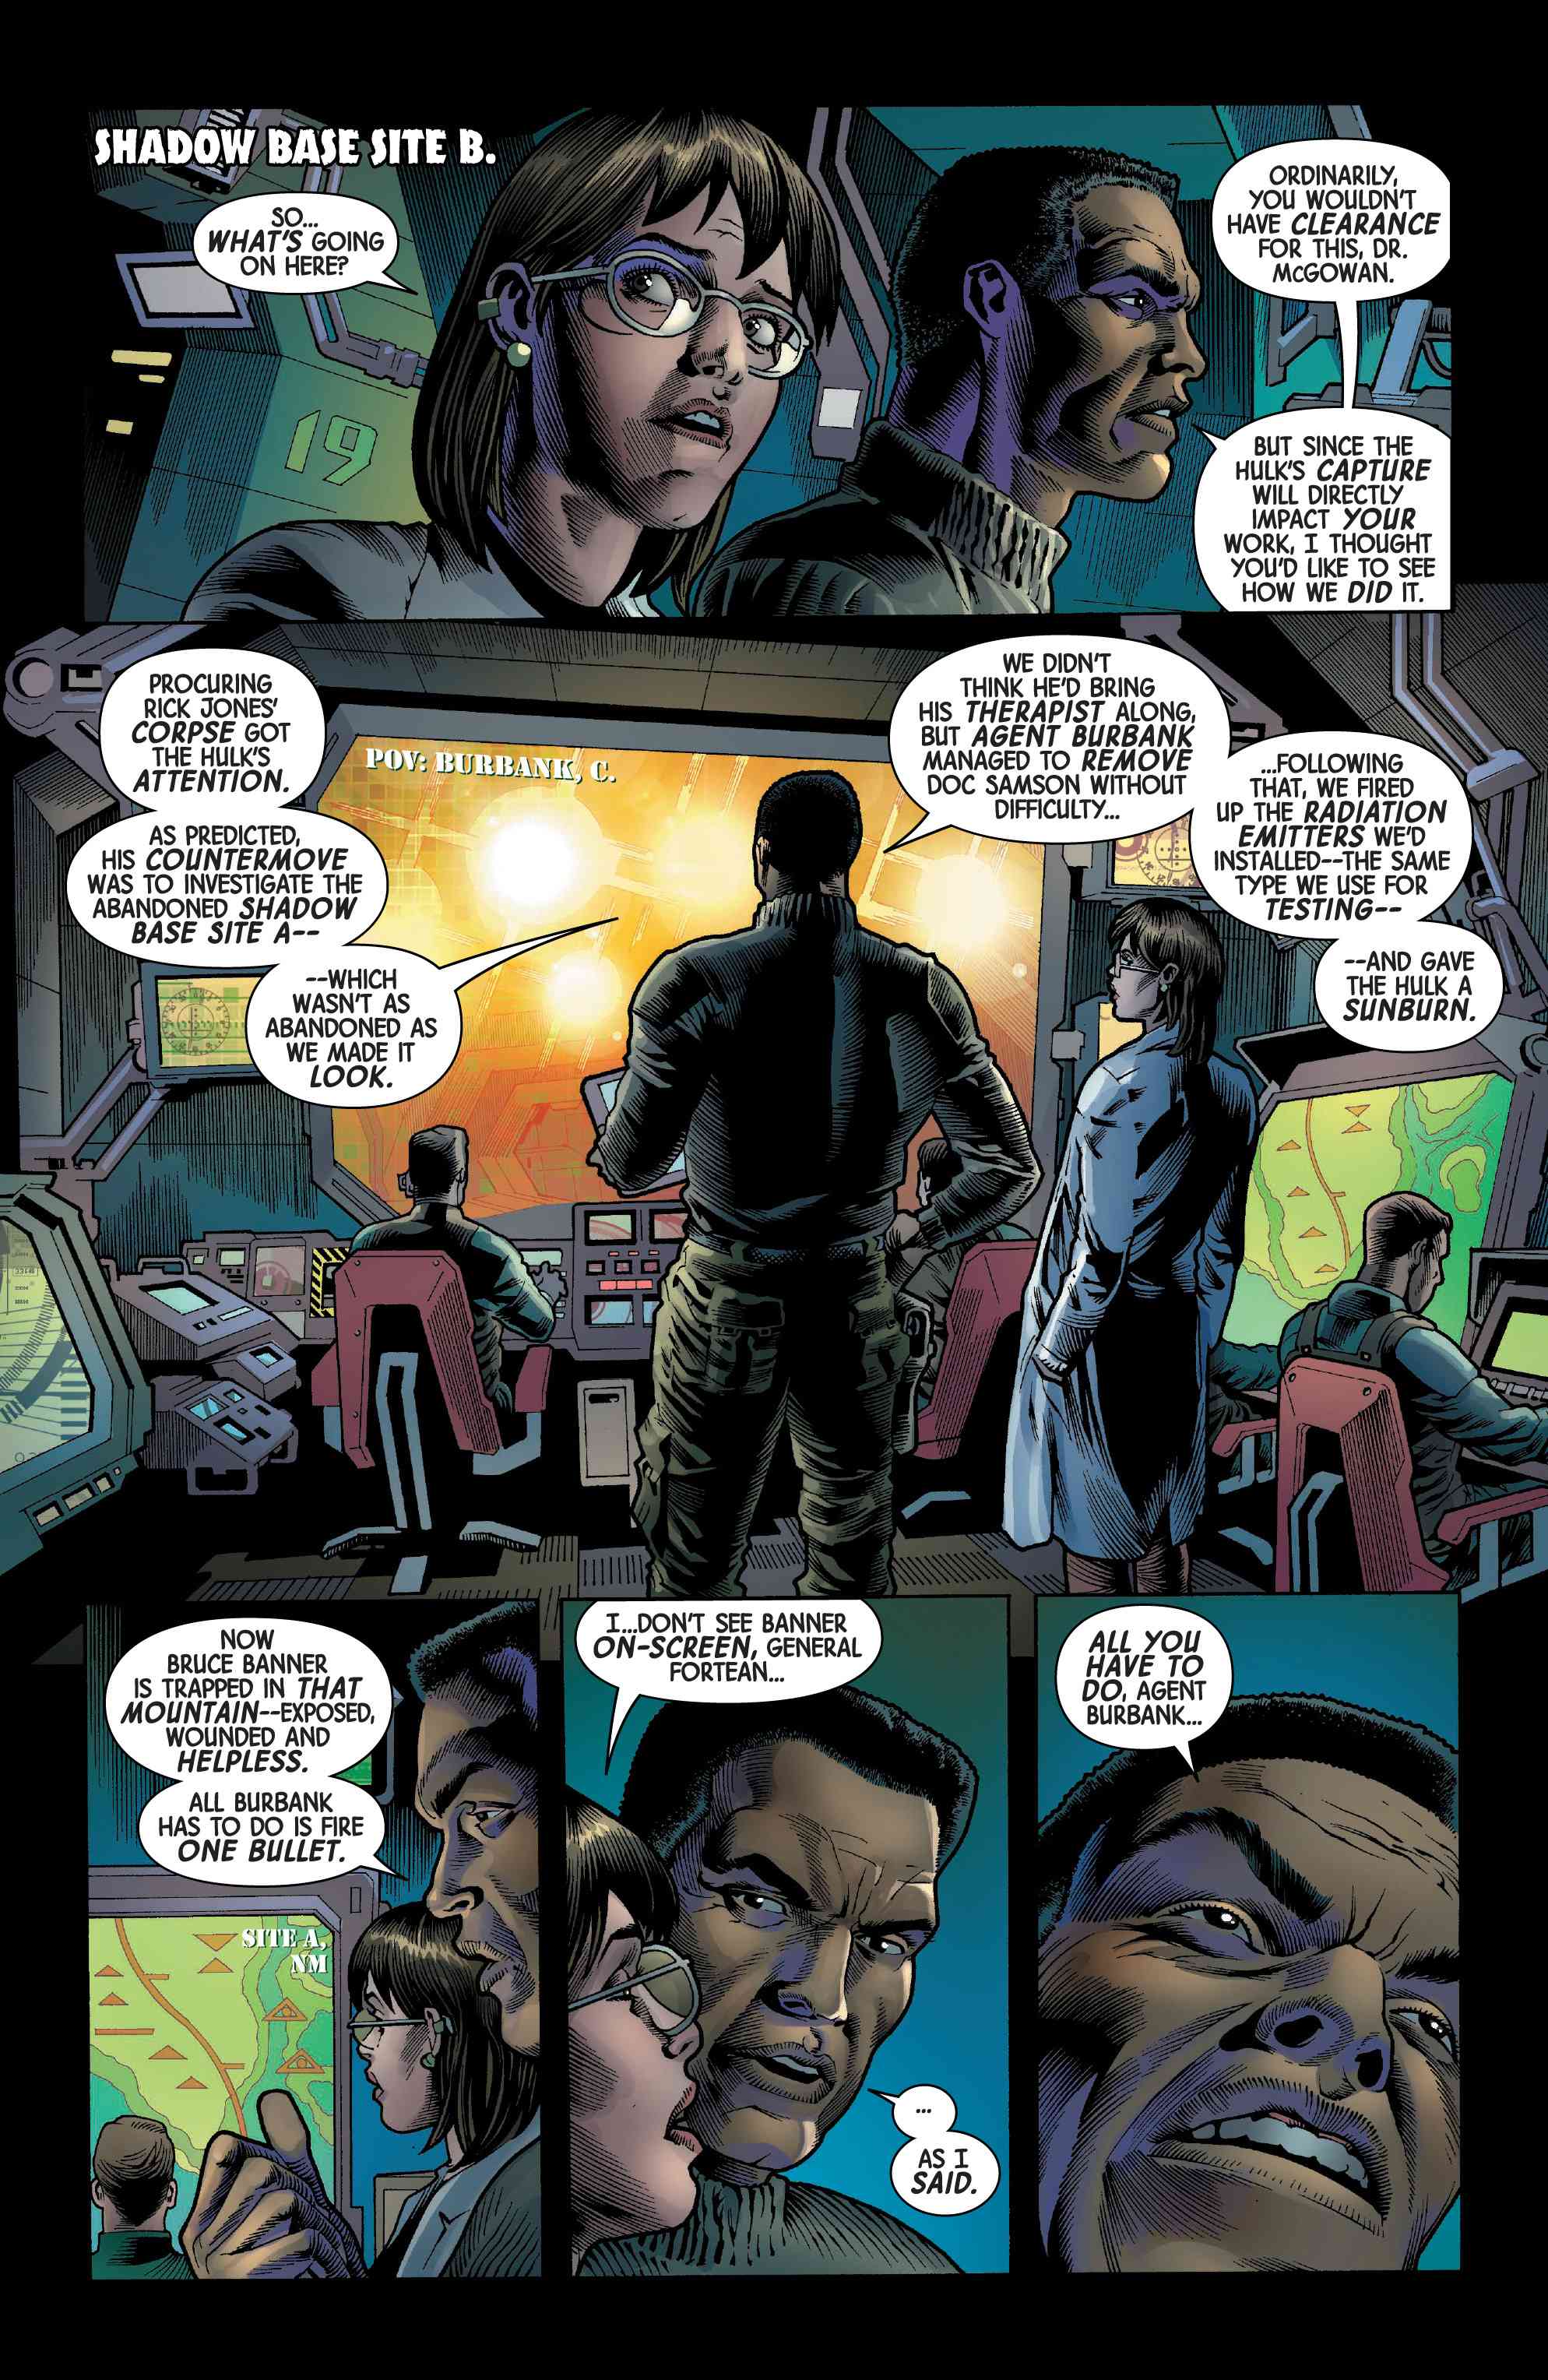 SHADOW BASE SITE B.
SO...
WHAT'S GOING
ON HERE?
ORDINARILY,
YOU WOULDN'T
HAVE CLEARANCE
FOR THIS, DR.
McGOWAN.
BUT SINCE THE
HULK'S CAPTURE
WILL DIRECTLY
IMPACT YOUR
WORK, I THOUGHT
YOU'D LIKE TO SEE
HOW WE DID IT.
19
PROCURING
RICK JONES'
CORPSE GOT
THE HULK'S
ATTENTION.
AS PREDICTED,
HIS COUNTERMOVE
WAS TO INVESTIGATE THE
ABANDONED SHADOW
BASE SITE A--
--WHICH
WASN'T AS
ABANDONED AS
WE MADE IT
LOOK.
POV: BURBANK, C.
WE DIDN'T
THINK HE'D BRING
HIS THERAPIST ALONG,
BUT AGENT BURBANK
MANAGED TO REMOVE
DOC SAMSON WITHOUT
DIFFICULTY...
...FOLLOWING
THAT, WE FIRED
UP THE RADIATION
EMITTERS WE'D
INSTALLED--THE SAME
TYPE WE USE FOR
TESTING--
--AND GAVE
THE HULK A
SUNBURN.
NOW
BRUCE BANNER
IS TRAPPED IN THAT
MOUNTAIN--EXPOSED,
WOUNDED AND
HELPLESS.
ALL BURBANK
HAS TO DO IS FIRE
ONE BULLET.
SITE A,
NM
I...DON'T SEE BANNER
ON-SCREEN, GENERAL
FORTEAN...
...
AS I
SAID.
ALL YOU
HAVE TO
DO, AGENT
BURBANK...